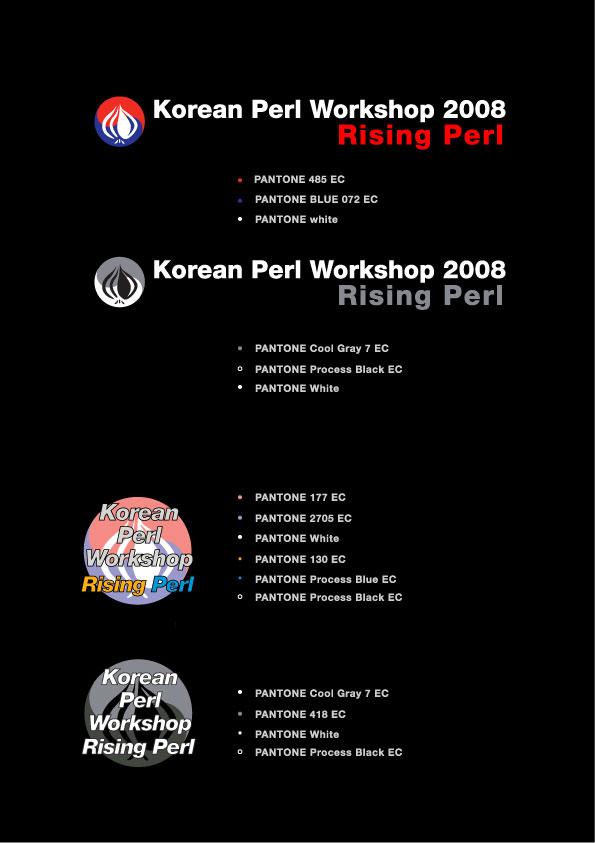 Korean Perl Workshop 2008
Rising Perl
PANTONE 485 EC
PANTONE BLUE 072 EC
PANTONE white
Korean Perl Workshop 2008
Rising Perl
PANTONE Cool Gray 7 EC
PANTONE Process Black EC
PANTONE White
Korean
Perl
Workshop
Rising Perl
PANTONE 177 EC
PANTONE 2705 EC
PANTONE White
PANTONE 130 EC
PANTONE Process Blue EC
PANTONE Process Black EC
Korean
Perl
Workshop
Rising Perl
PANTONE Cool Gray 7 EC
PANTONE 418 EC
PANTONE White
PANTONE Process Black EC